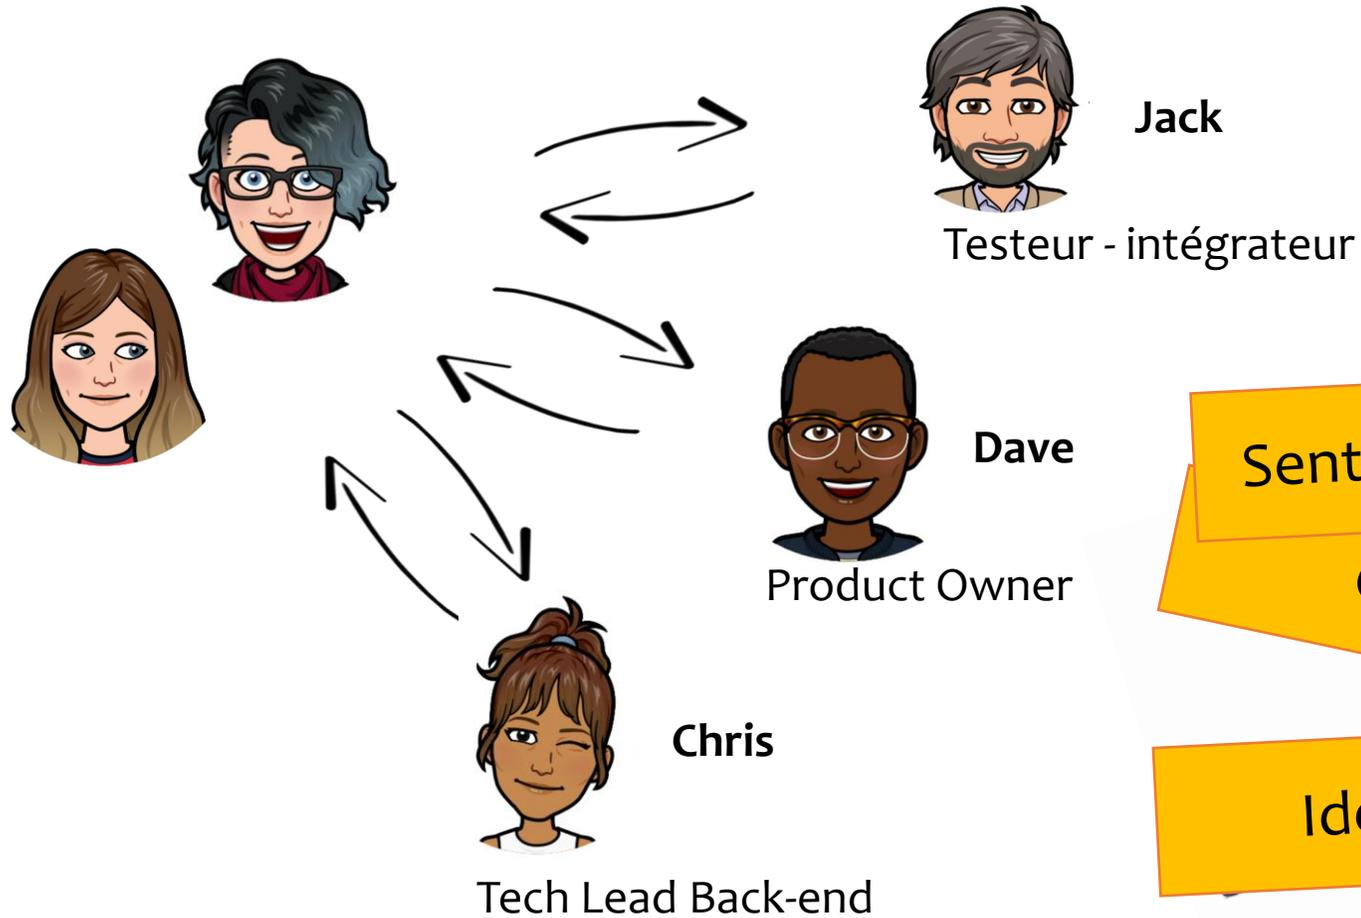 Jack
Testeur - intégrateur
Dave
Product Owner
Chris
Tech Lead Back-end